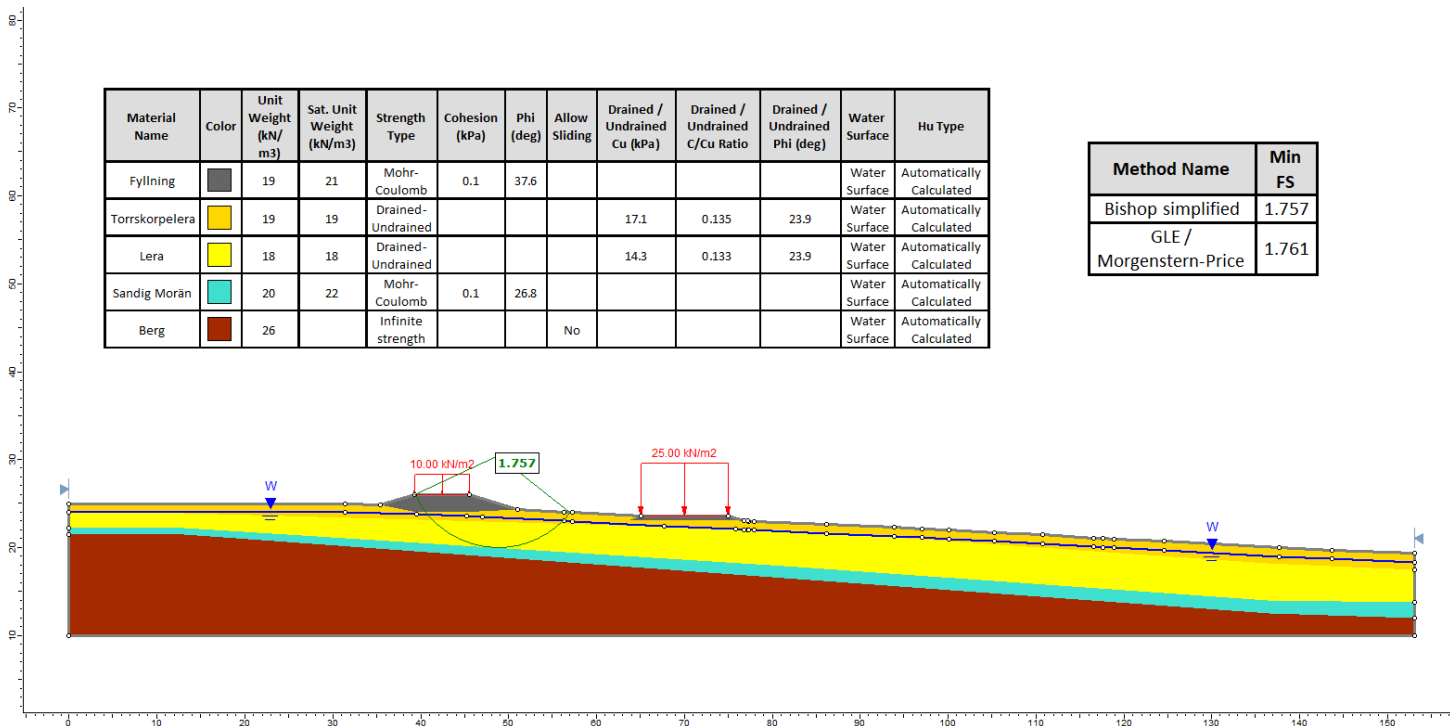 80
70
60
50
40
30
20
10
Material Name Color Unit Weight (kN/ m3) Sat. Unit Weight (kN/m3) Strength Type Cohesion (kPa) Phi (deg) Allow Sliding Drained / Undrained Cu (kPa) Drained / Undrained C/Cu Ratio Drained / Undrained Phi (deg) Water Surface Hu Type
Fyllning 19 21 Mohr-Coulomb 0.1 37.6 Water Surface Automatically Calculated
Torrskorpelera 19 19 Drained-Undrained 17.1 0.135 23.9 Water Surface Automatically Calculated
Lera 18 18 Drained-Undrained 14.3 0.133 23.9 Water Surface Automatically Calculated
Sandig Morän 20 22 Mohr-Coulomb 0.1 26.8 Water Surface Automatically Calculated
Berg 26 Infinite strength No Water Surface Automatically Calculated
Method Name Min FS
Bishop simplified 1.757
GLE / Morgenstern-Price 1.761
10.00 kN/m2
1.757
25.00 kN/m2
W
W
0 10 20 30 40 50 60 70 80 90 100 110 120 130 140 150